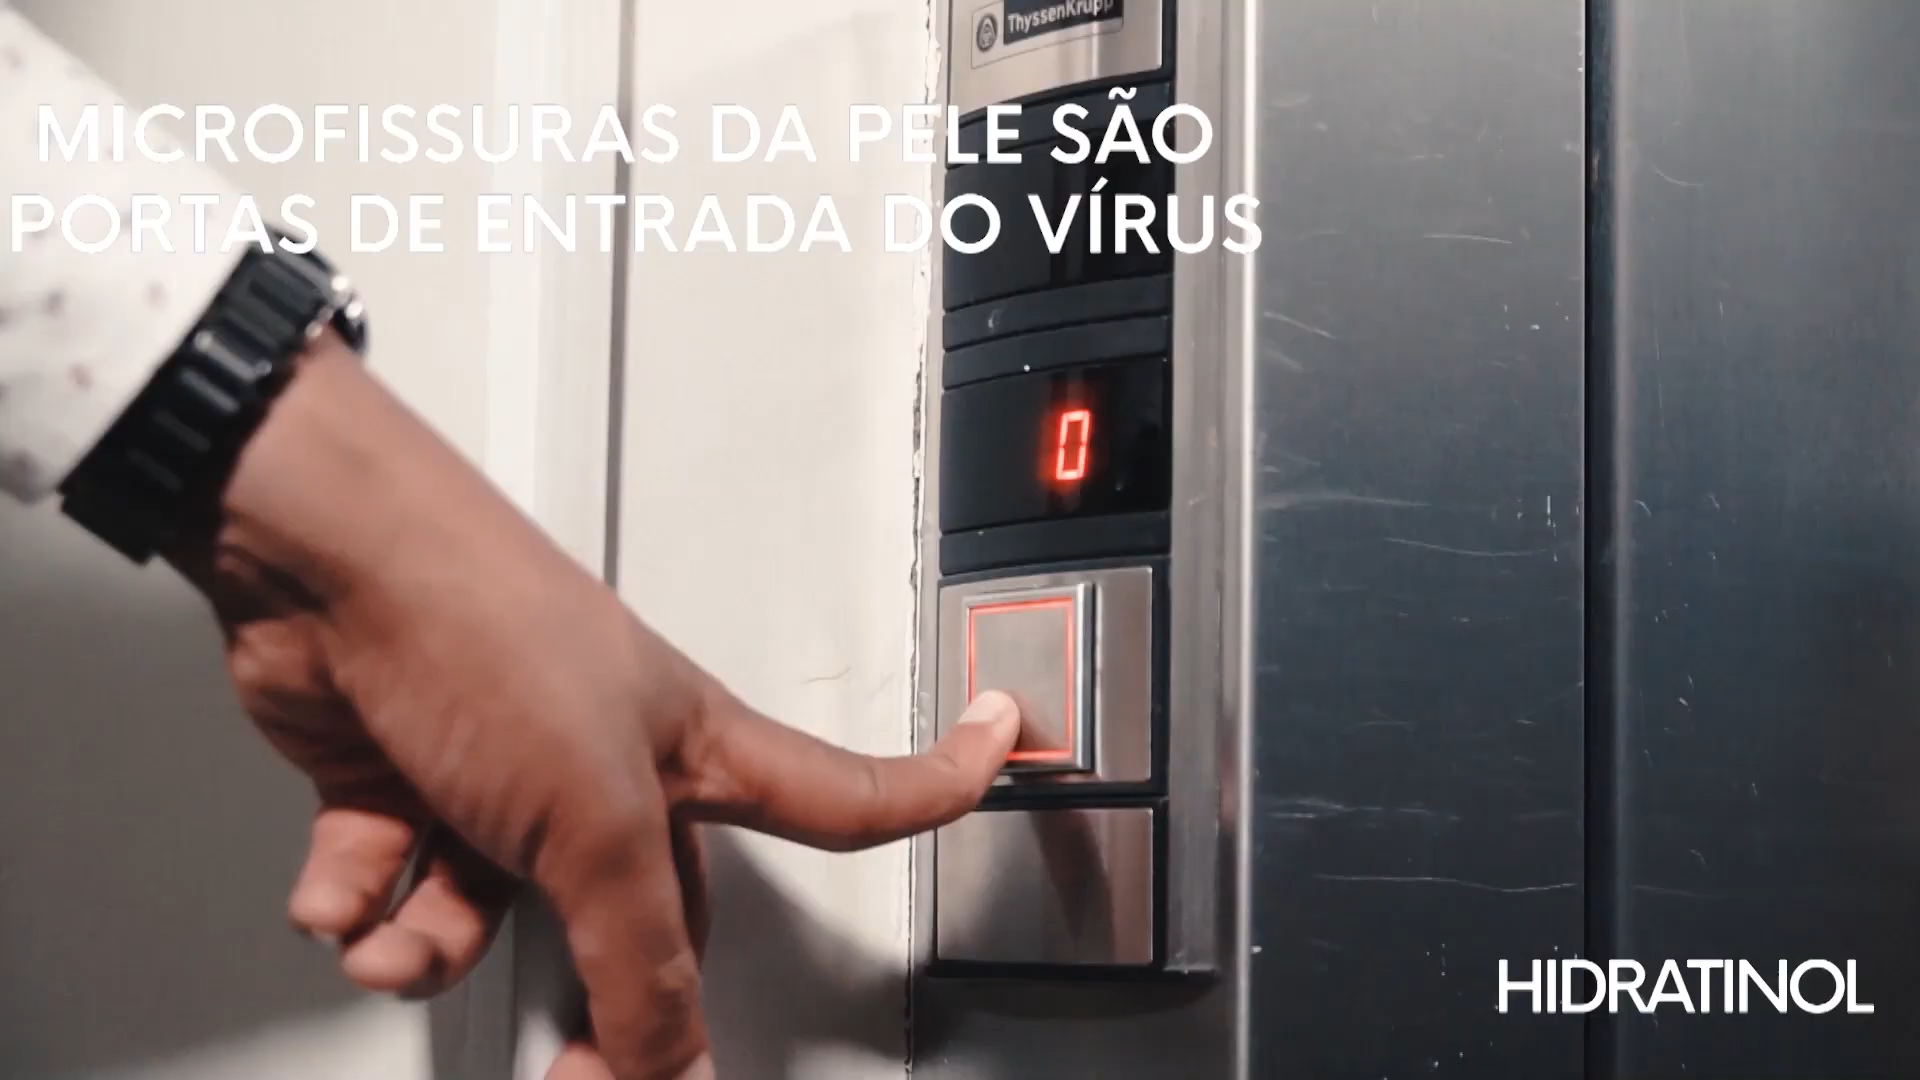 ThyssenKrupp
MICROFISSURAS DA PELE SÃO
PORTAS DE ENTRADA DO VÍRUS
0
HIDRATINOL